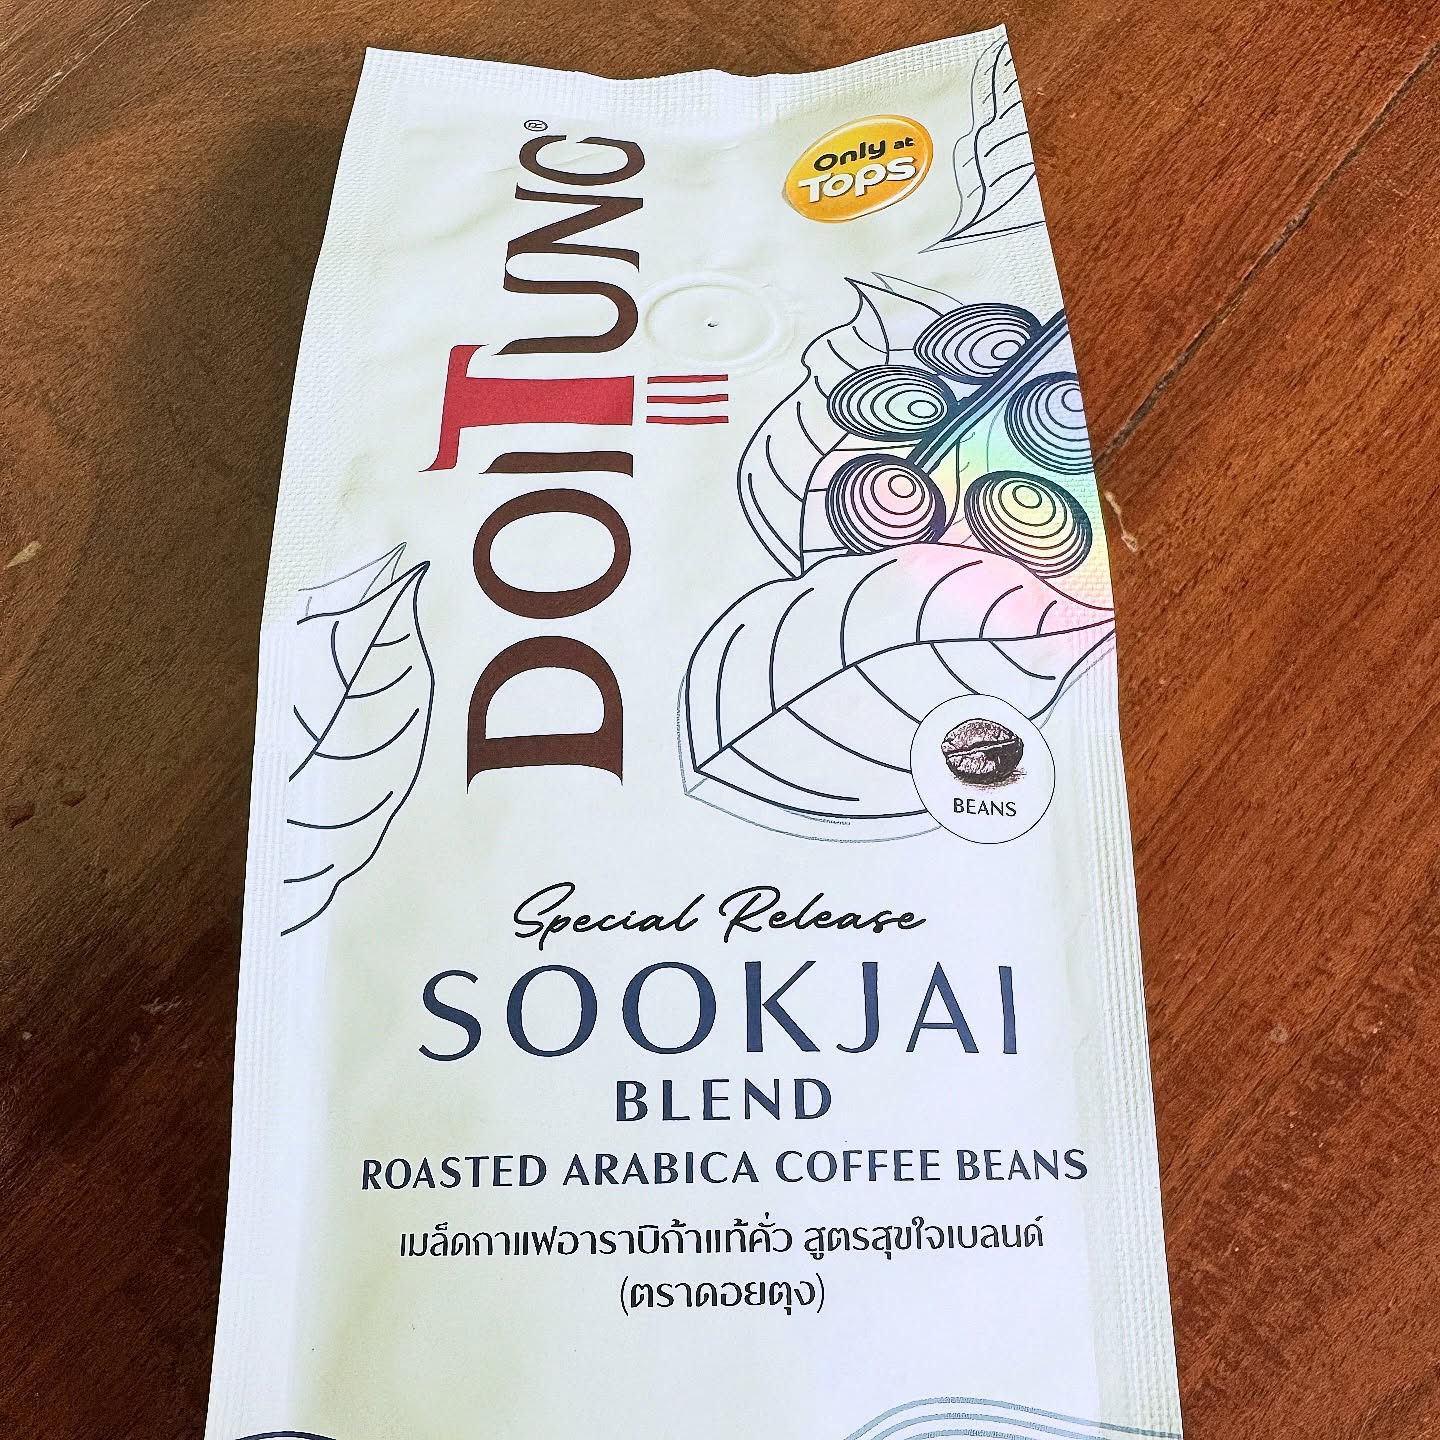 DOITUNG®
Only at
Tops
BEANS
Special Release
SOOKJAI
BLEND
ROASTED ARABICA COFFEE BEANS
เมล็ดกาแฟอาราบิก้าแท้คั่ว สูตรสุขใจเบลนด์
(ตราดอยตุง)